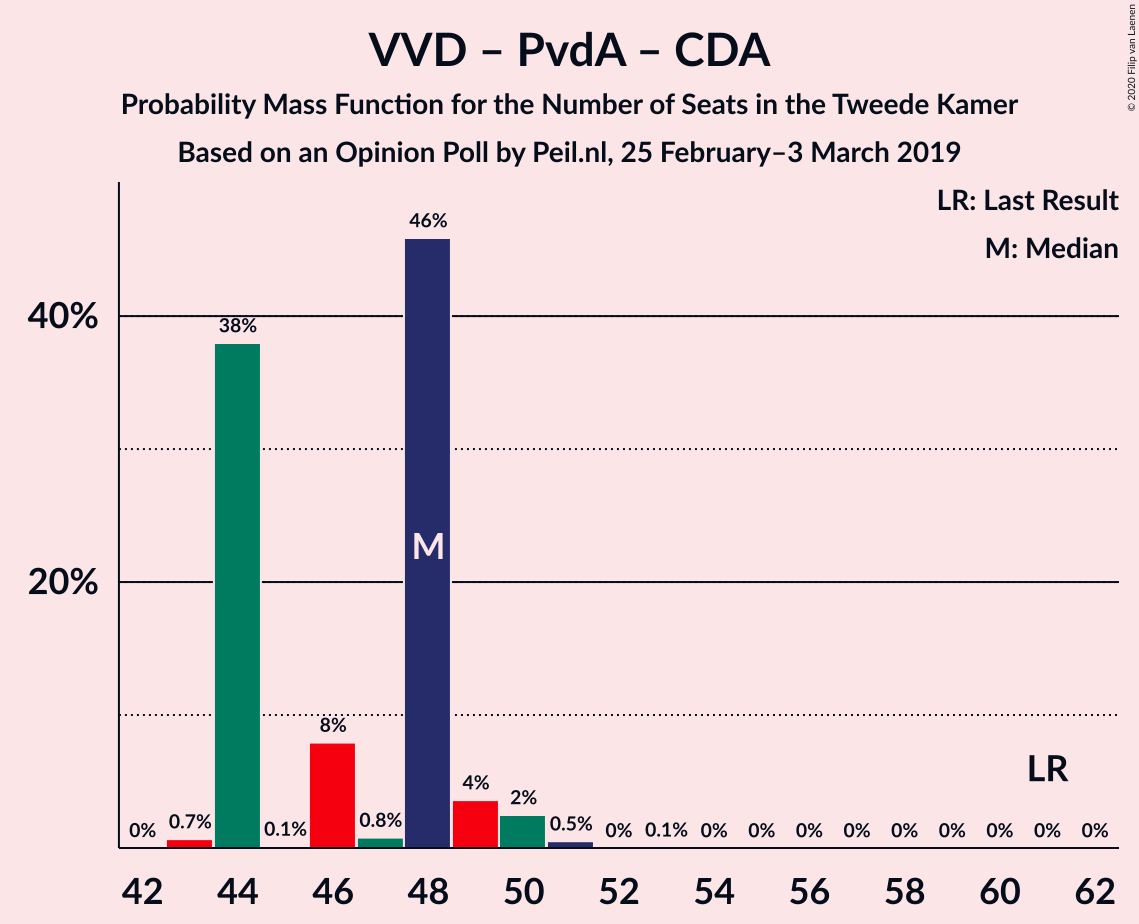 VVD – PvdA – CDA
Probability Mass Function for the Number of Seats in the Tweede Kamer
Based on an Opinion Poll by Peil.nl, 25 February–3 March 2019
© 2020 Filip van Laenen
LR: Last Result
M: Median
40%
20%
0% 0.7% 38% 0.1% 8% 0.8% 46% 4% 2% 0.5% 0% 0.1% 0% 0% 0% 0% 0% 0% 0% 0% 0%
M
LR
42 44 46 48 50 52 54 56 58 60 62